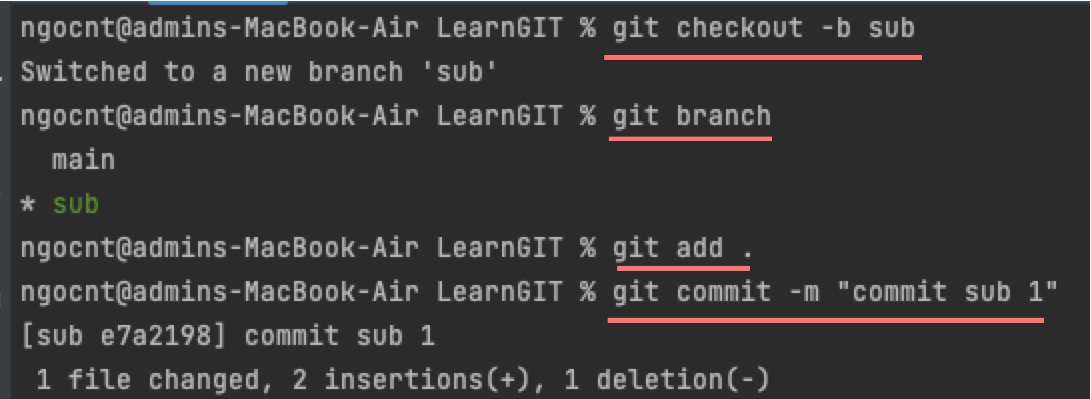 ngocnt@admins-MacBook-Air LearnGIT % git checkout -b sub
Switched to a new branch 'sub'
ngocnt@admins-MacBook-Air LearnGIT % git branch
  main
* sub
ngocnt@admins-MacBook-Air LearnGIT % git add .
ngocnt@admins-MacBook-Air LearnGIT % git commit -m "commit sub 1"
[sub e7a2198] commit sub 1
 1 file changed, 2 insertions(+), 1 deletion(-)